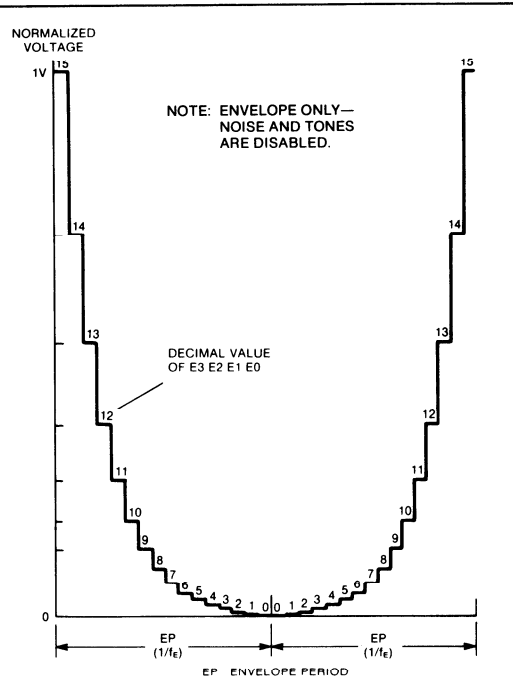 NORMALIZED
VOLTAGE
1V
15
15
NOTE: ENVELOPE ONLY—
NOISE AND TONES
ARE DISABLED.
14
14
13
13
DECIMAL VALUE
OF E3 E2 E1 E0
12
12
11
11
10
10
9
9
8
8
7
7
6 5 4 3 2 1 0 0 1 2 3 4 5 6
0
EP
(1/fE)
EP
(1/fE)
EP ENVELOPE PERIOD